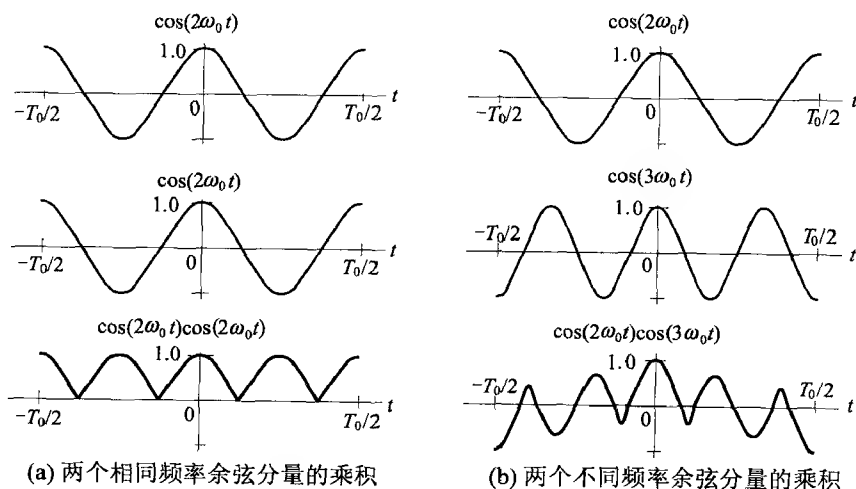 cos(2ω₀t)
1.0
0
−T₀/2
T₀/2
t
cos(2ω₀t)
1.0
0
−T₀/2
T₀/2
t
cos(2ω₀t)cos(2ω₀t)
1.0
0
−T₀/2
T₀/2
t
(a) 两个相同频率余弦分量的乘积
cos(2ω₀t)
1.0
0
−T₀/2
T₀/2
t
cos(3ω₀t)
1.0
0
−T₀/2
T₀/2
t
cos(2ω₀t)cos(3ω₀t)
1.0
0
−T₀/2
T₀/2
t
(b) 两个不同频率余弦分量的乘积